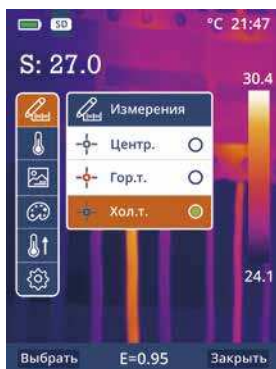 SD °C 21:47
S: 27.0
30.4
Измерения
Центр.
Гор.т.
Хол.т.
24.1
Выбрать E=0.95 Закрыть